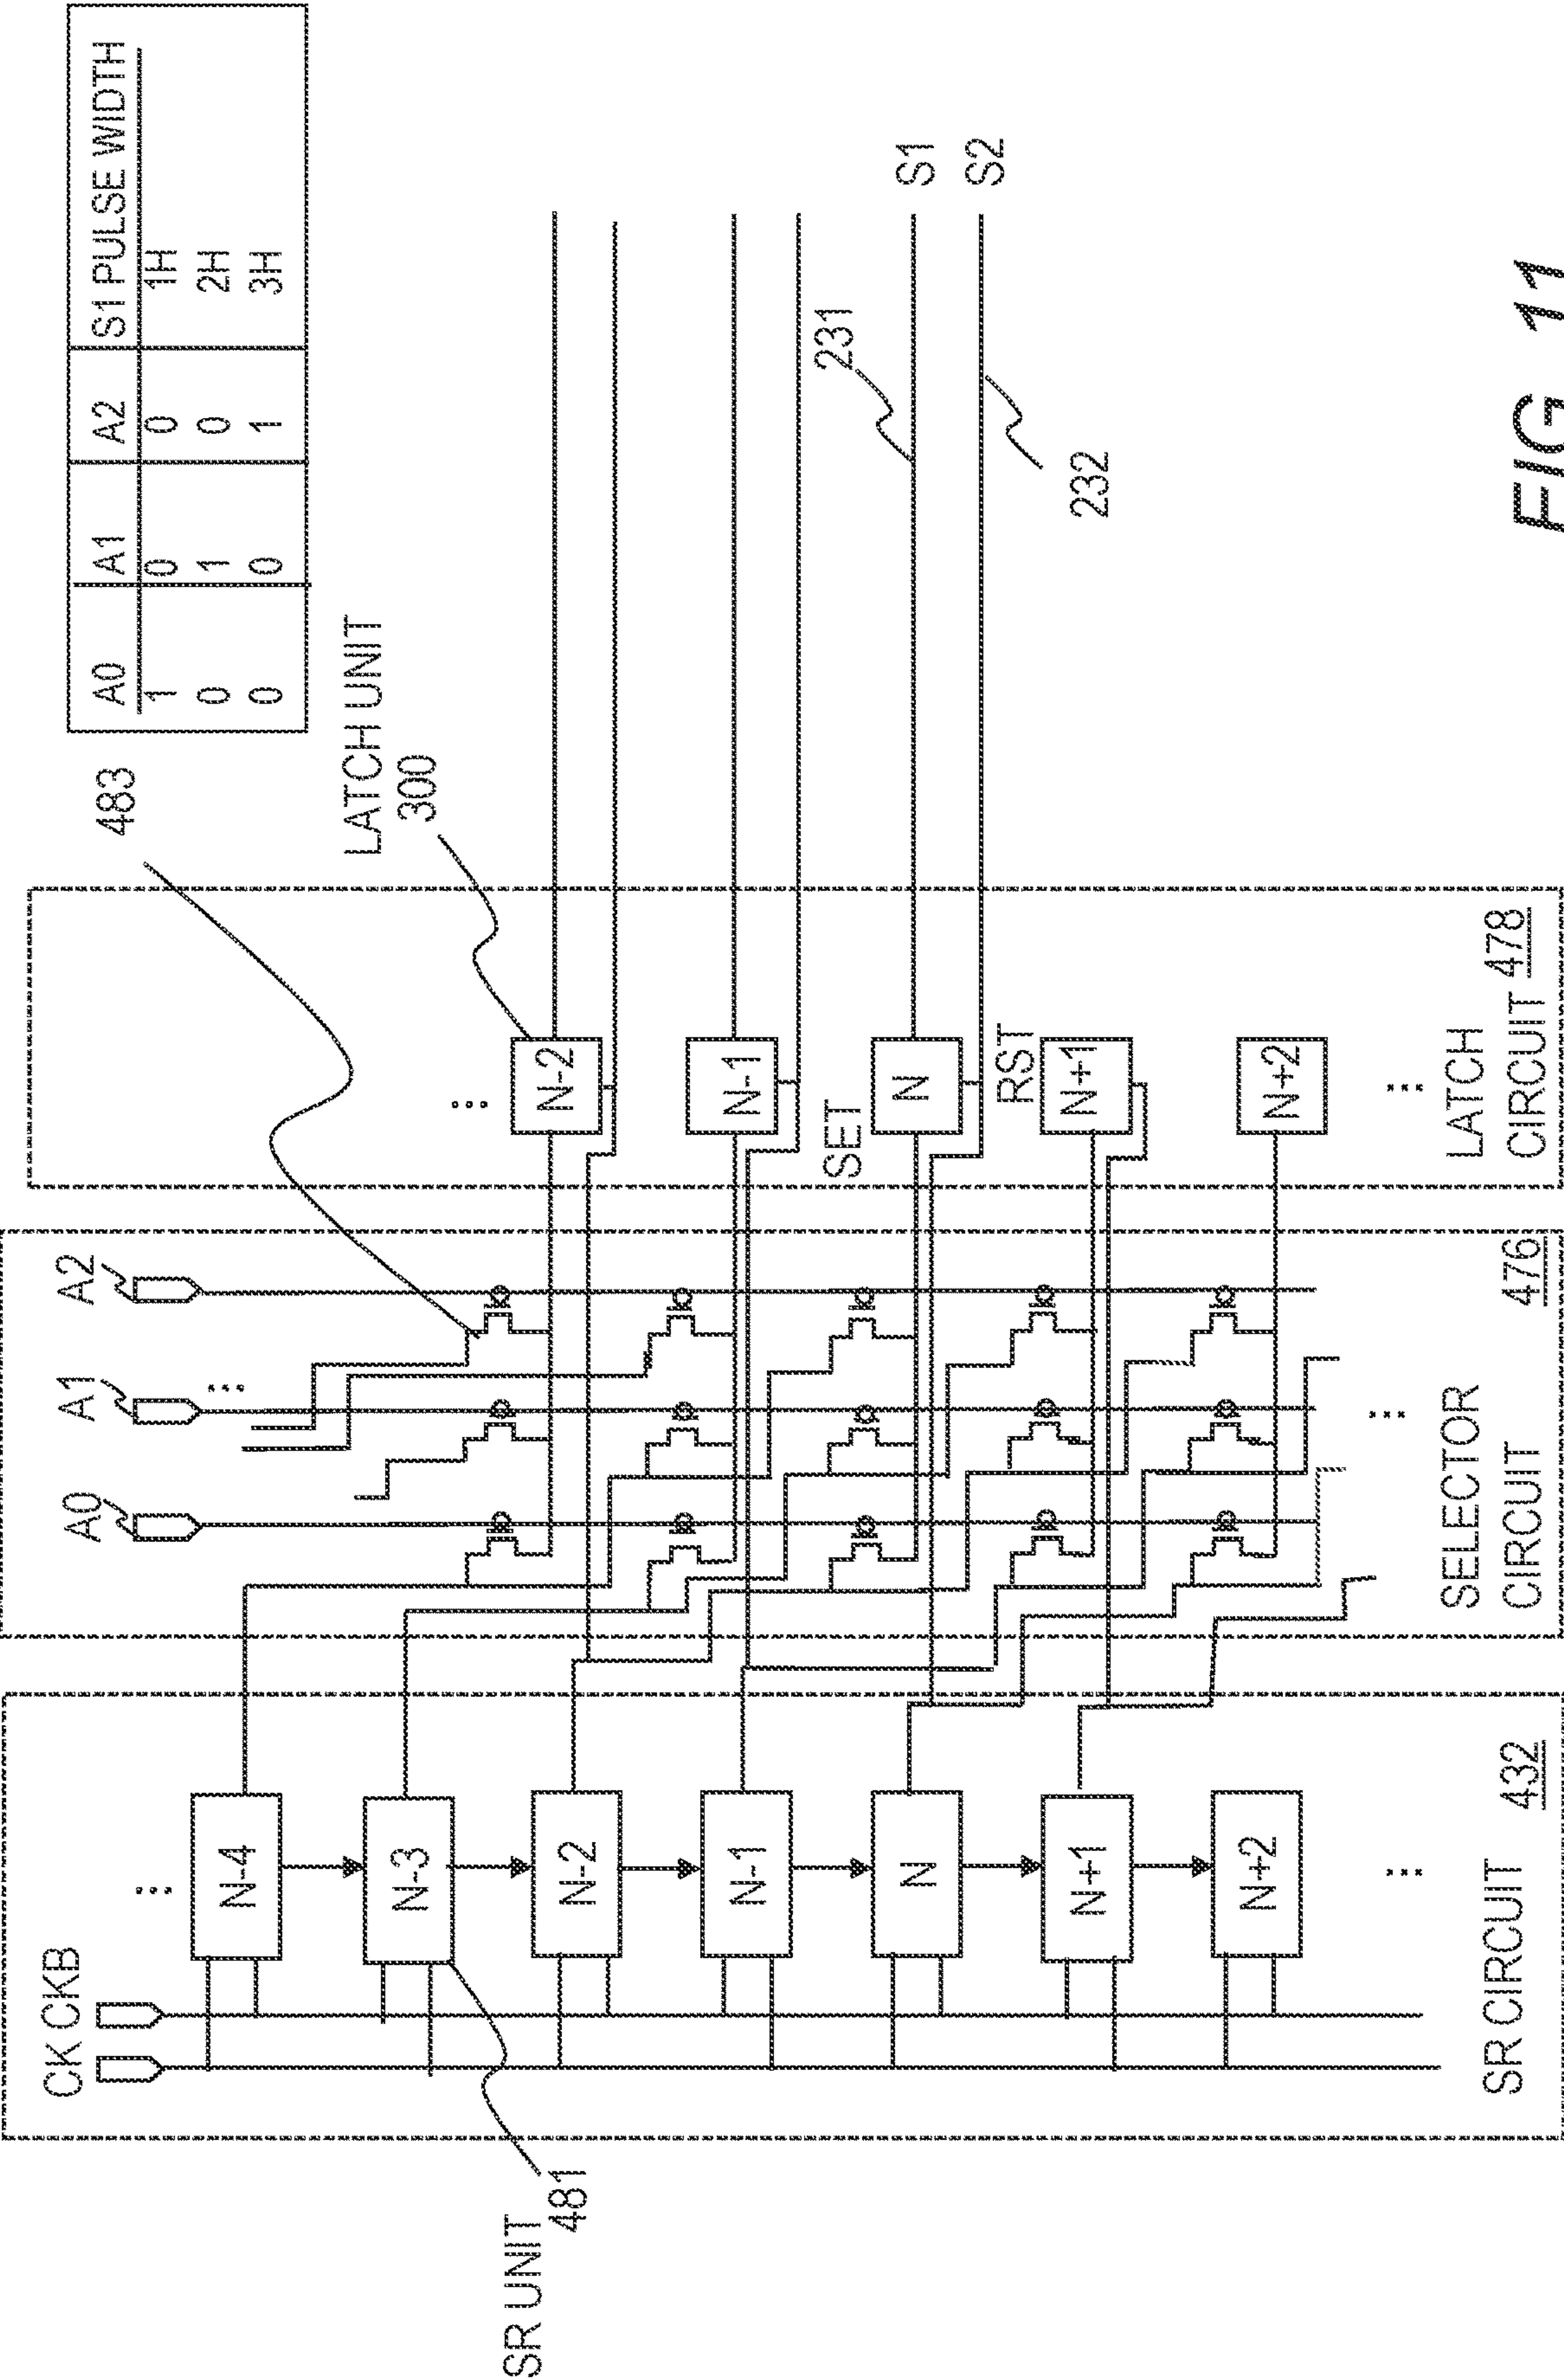 CK CKB
A0
A1
A2
483
LATCH UNIT
300
A0 A1 A2 S1 PULSE WIDTH
1 0 0 1H
0 1 0 2H
0 0 1 3H
...
N-4
N-3
N-2
N-1
N
N+1
N+2
...
SR UNIT
481
SR CIRCUIT 432
...
...
SELECTOR
CIRCUIT 476
...
N-2
N-1
SET
N
RST
N+1
N+2
...
LATCH
CIRCUIT 478
231
S1
S2
232
FIG 11